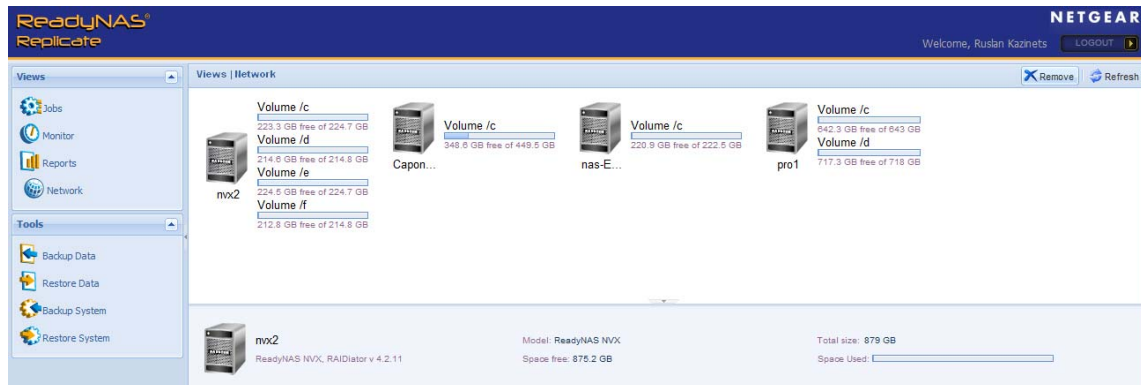 ReadyNAS®
Replicate
NETGEAR
Welcome, Ruslan Kazinets
LOGOUT
Views
Jobs
Monitor
Reports
Network
Tools
Backup Data
Restore Data
Backup System
Restore System
Views | Network
Remove
Refresh
Volume /c
223.3 GB free of 224.7 GB
Volume /d
214.6 GB free of 214.8 GB
Volume /e
224.5 GB free of 224.7 GB
Volume /f
212.8 GB free of 214.8 GB
nvx2
Volume /c
348.6 GB free of 449.5 GB
Capon...
Volume /c
220.9 GB free of 222.5 GB
nas-E...
Volume /c
642.3 GB free of 643 GB
Volume /d
717.3 GB free of 718 GB
pro1
nvx2
ReadyNAS NVX, RAIDiator v 4.2.11
Model: ReadyNAS NVX
Space free: 875.2 GB
Total size: 879 GB
Space Used: